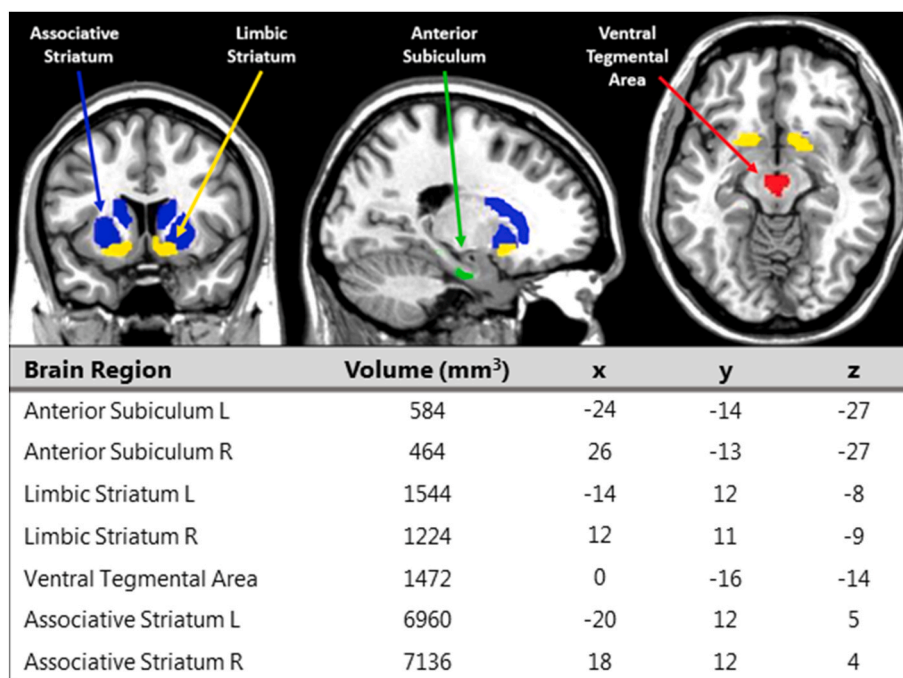 Associative
Striatum
Limbic
Striatum
Anterior
Subiculum
Ventral
Tegmental
Area
Brain Region Volume (mm³) x y z
Anterior Subiculum L 584 -24 -14 -27
Anterior Subiculum R 464 26 -13 -27
Limbic Striatum L 1544 -14 12 -8
Limbic Striatum R 1224 12 11 -9
Ventral Tegmental Area 1472 0 -16 -14
Associative Striatum L 6960 -20 12 5
Associative Striatum R 7136 18 12 4